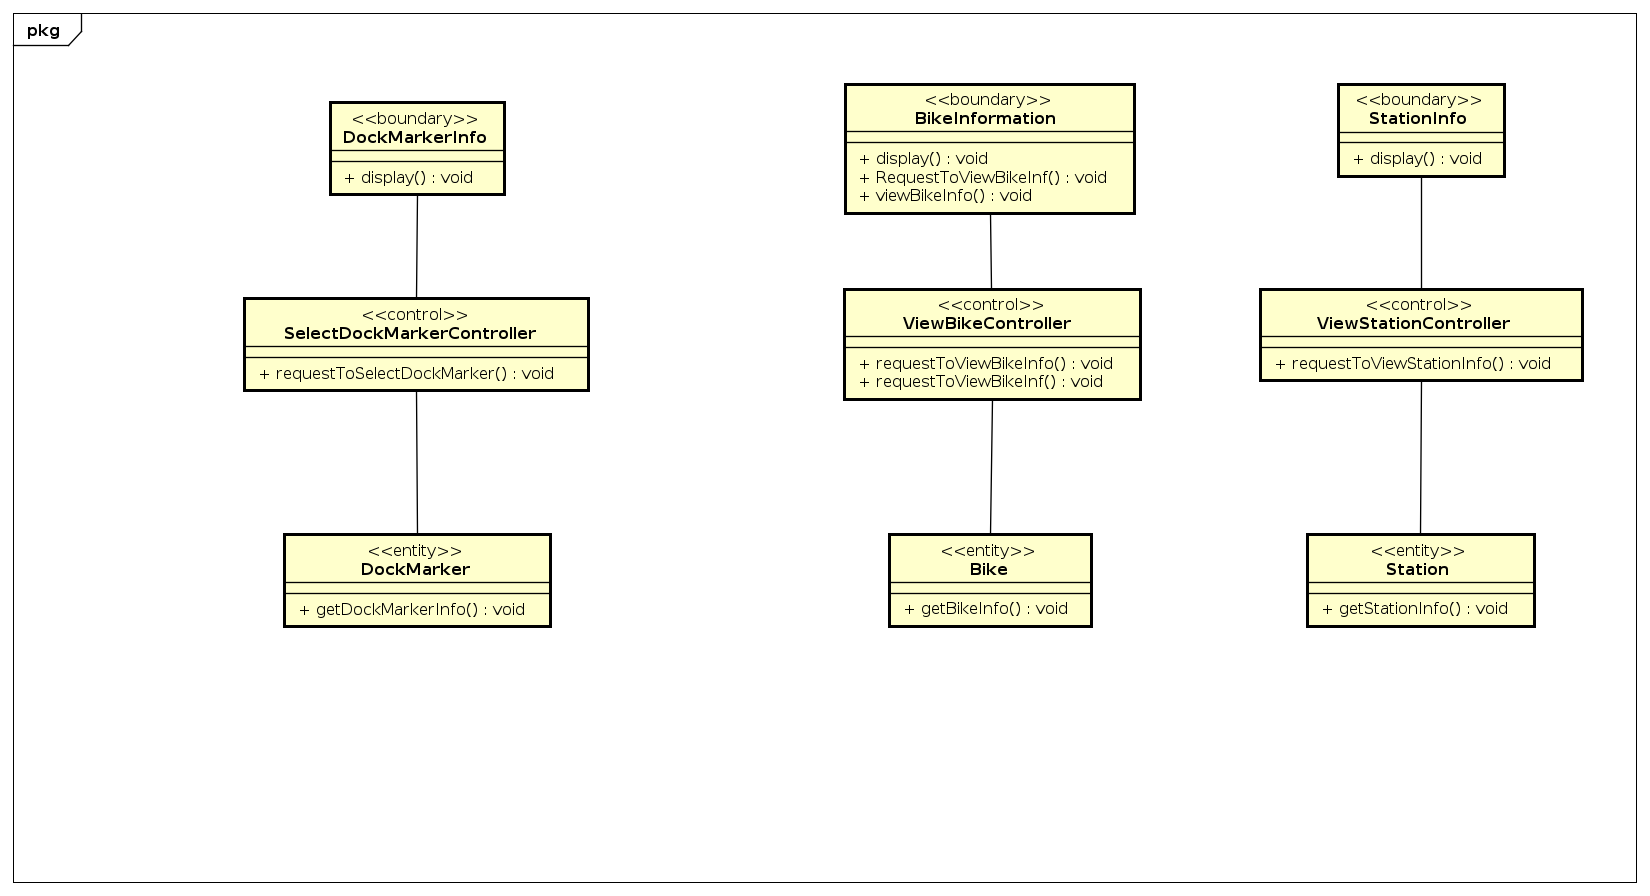 pkg
<<boundary>>
DockMarkerInfo
+ display() : void
<<control>>
SelectDockMarkerController
+ requestToSelectDockMarker() : void
<<entity>>
DockMarker
+ getDockMarkerInfo() : void
<<boundary>>
BikeInformation
+ display() : void
+ RequestToViewBikeInf() : void
+ viewBikeInfo() : void
<<control>>
ViewBikeController
+ requestToViewBikeInfo() : void
+ requestToViewBikeInf() : void
<<entity>>
Bike
+ getBikeInfo() : void
<<boundary>>
StationInfo
+ display() : void
<<control>>
ViewStationController
+ requestToViewStationInfo() : void
<<entity>>
Station
+ getStationInfo() : void